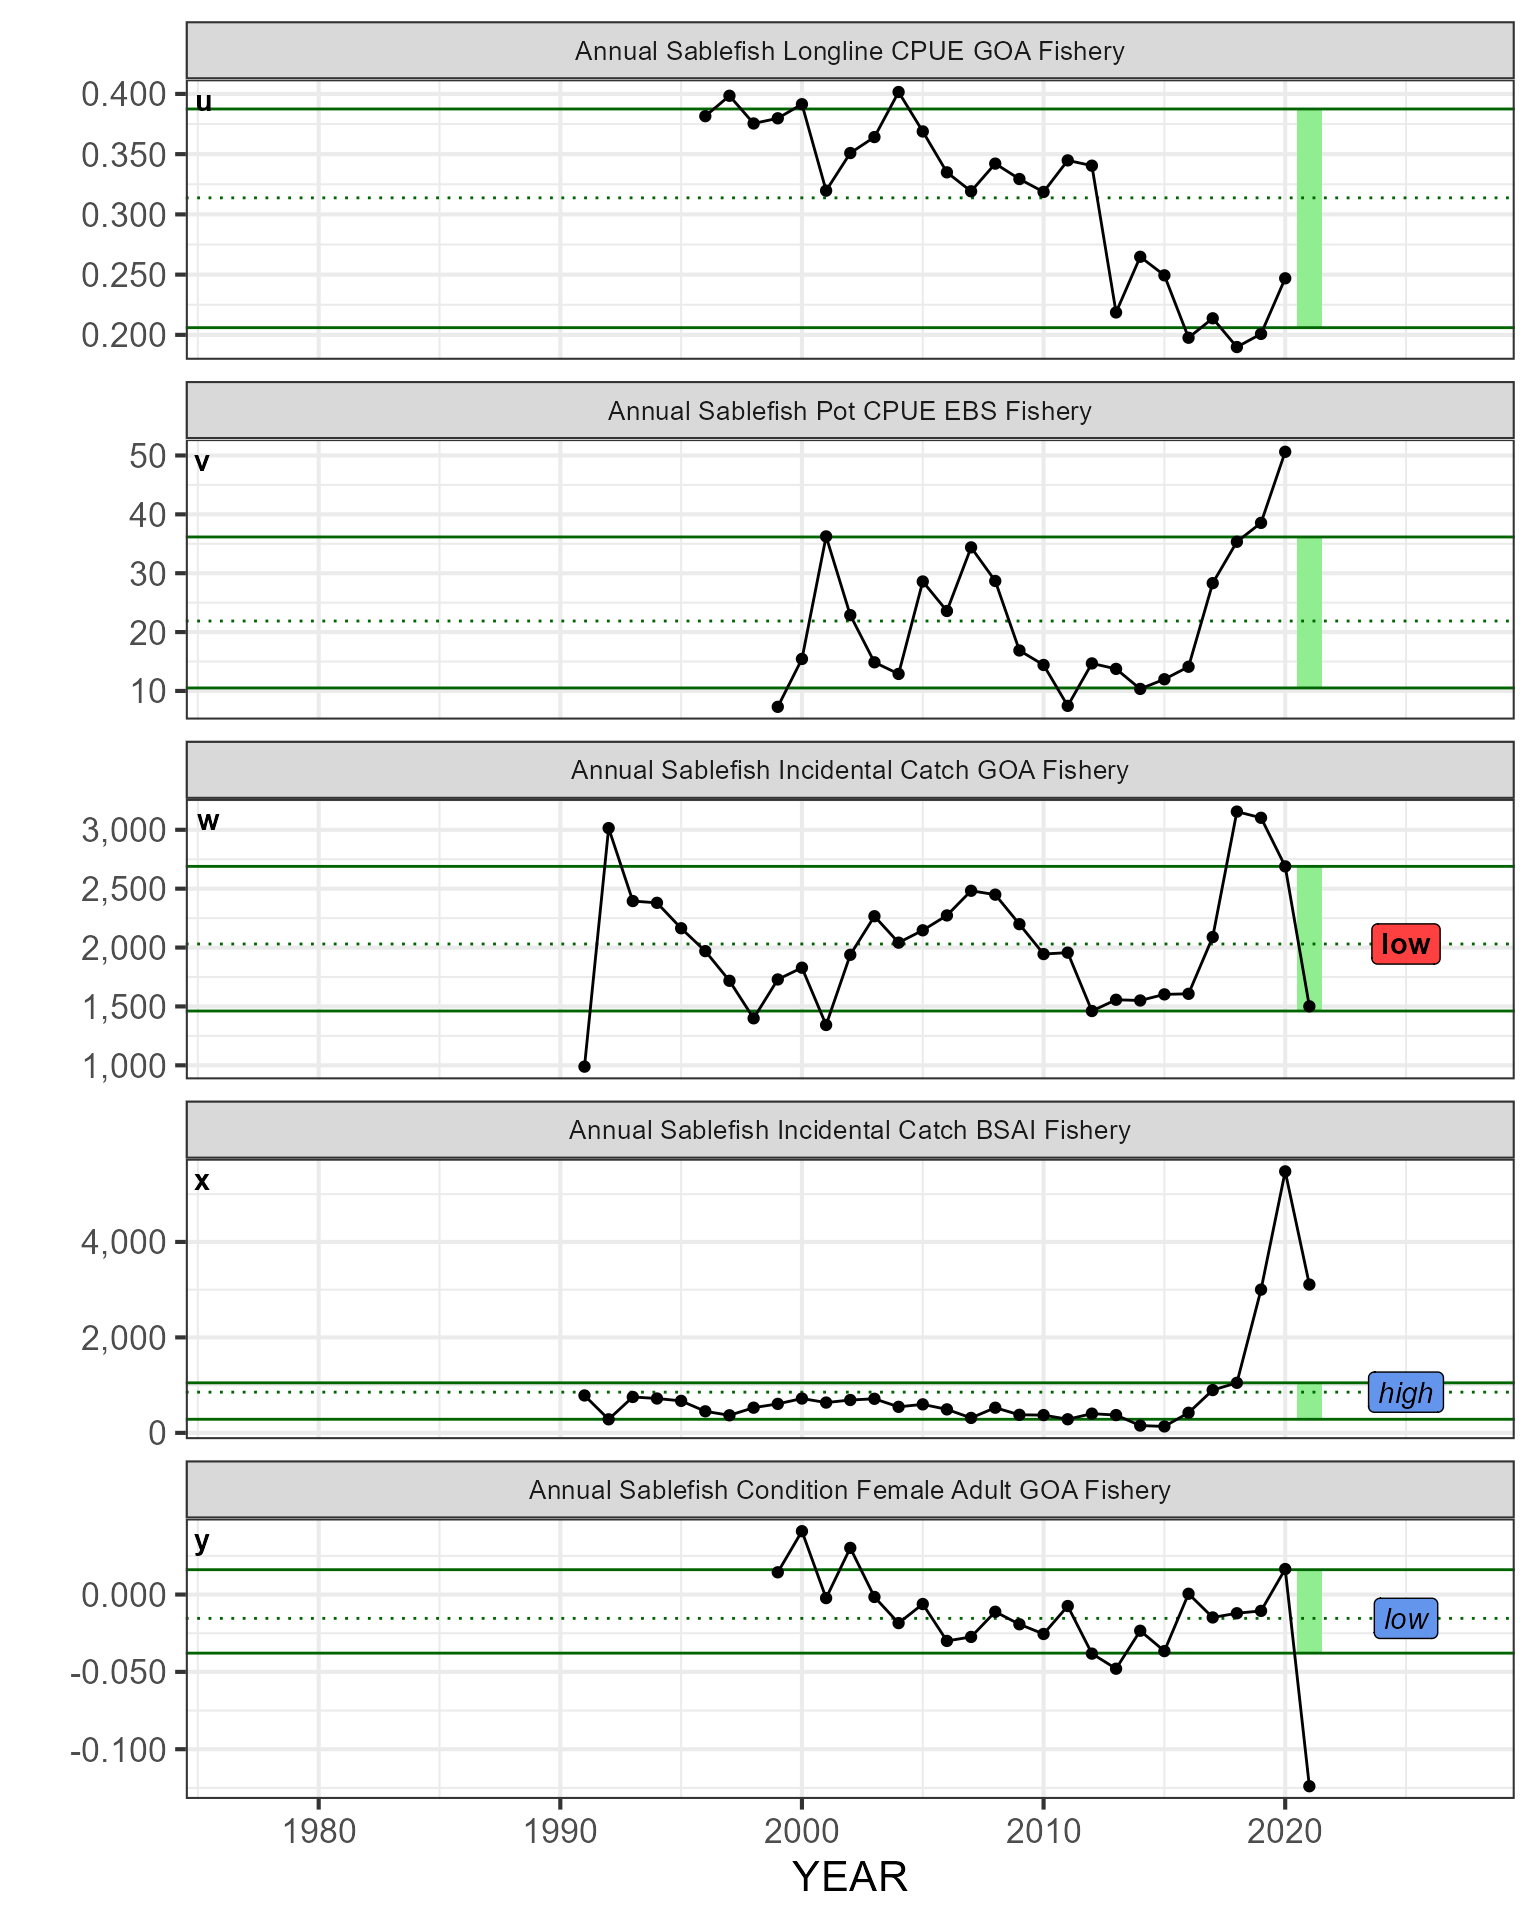 Annual Sablefish Longline CPUE GOA Fishery
u
0.400
0.350
0.300
0.250
0.200
Annual Sablefish Pot CPUE EBS Fishery
v
50
40
30
20
10
Annual Sablefish Incidental Catch GOA Fishery
w
3,000
2,500
2,000
1,500
1,000
low
Annual Sablefish Incidental Catch BSAI Fishery
x
4,000
2,000
0
high
Annual Sablefish Condition Female Adult GOA Fishery
y
0.000
-0.050
-0.100
low
1980 1990 2000 2010 2020
YEAR